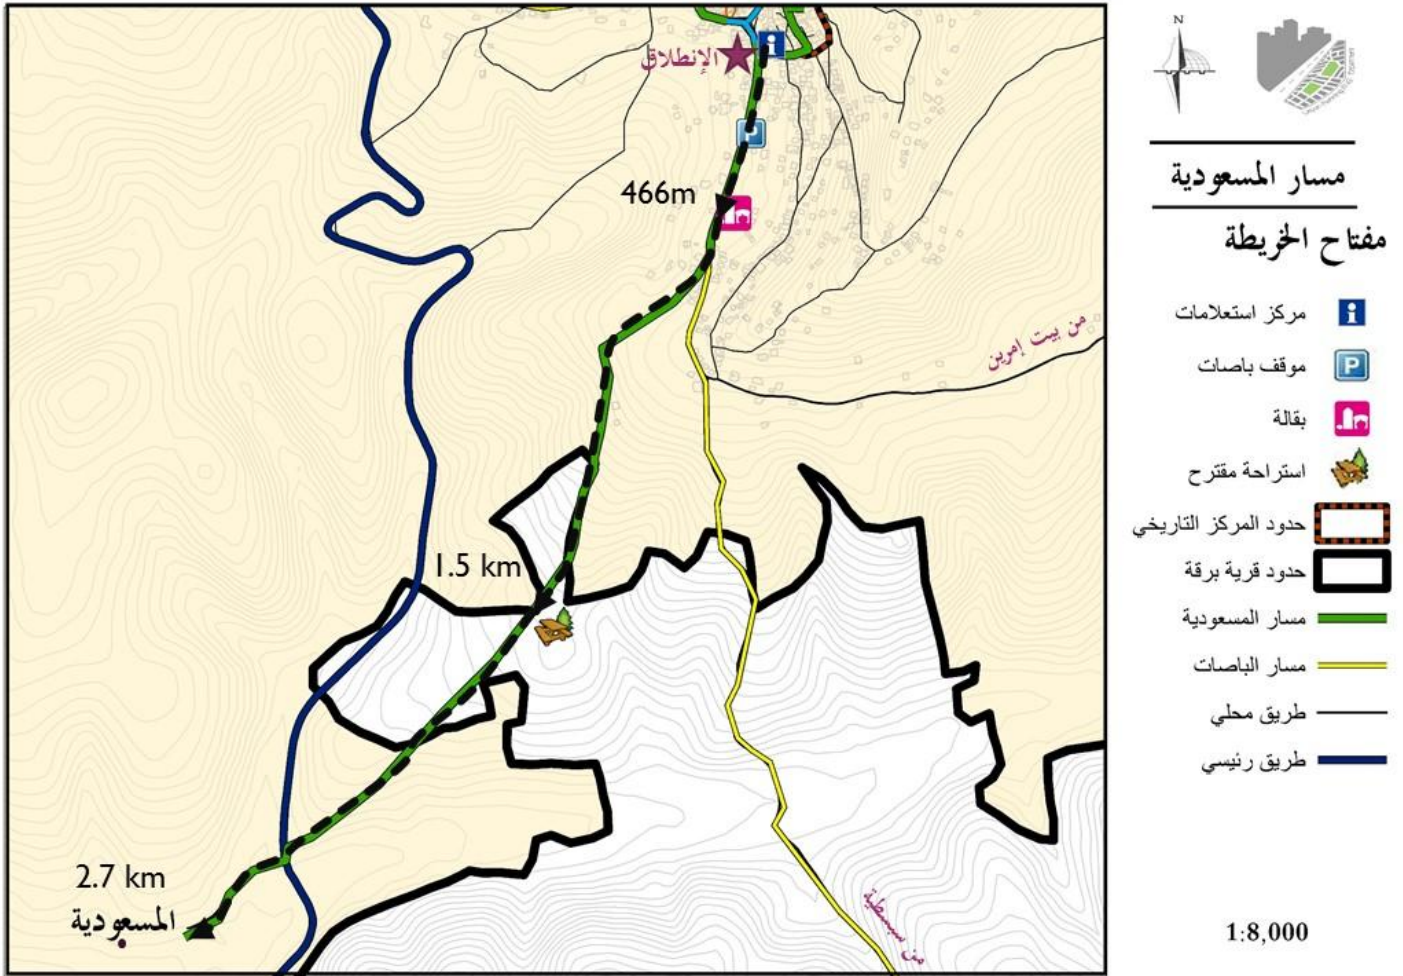 الإنطلاق
466m
من بيت إمرين
1.5 km
2.7 km
المسعودية
من سبسطية
N
مسار المسعودية
مفتاح الخريطة
مركز استعلامات
موقف باصات
بقالة
استراحة مقترح
حدود المركز التاريخي
حدود قرية برقة
مسار المسعودية
مسار الباصات
طريق محلي
طريق رئيسي
1:8,000